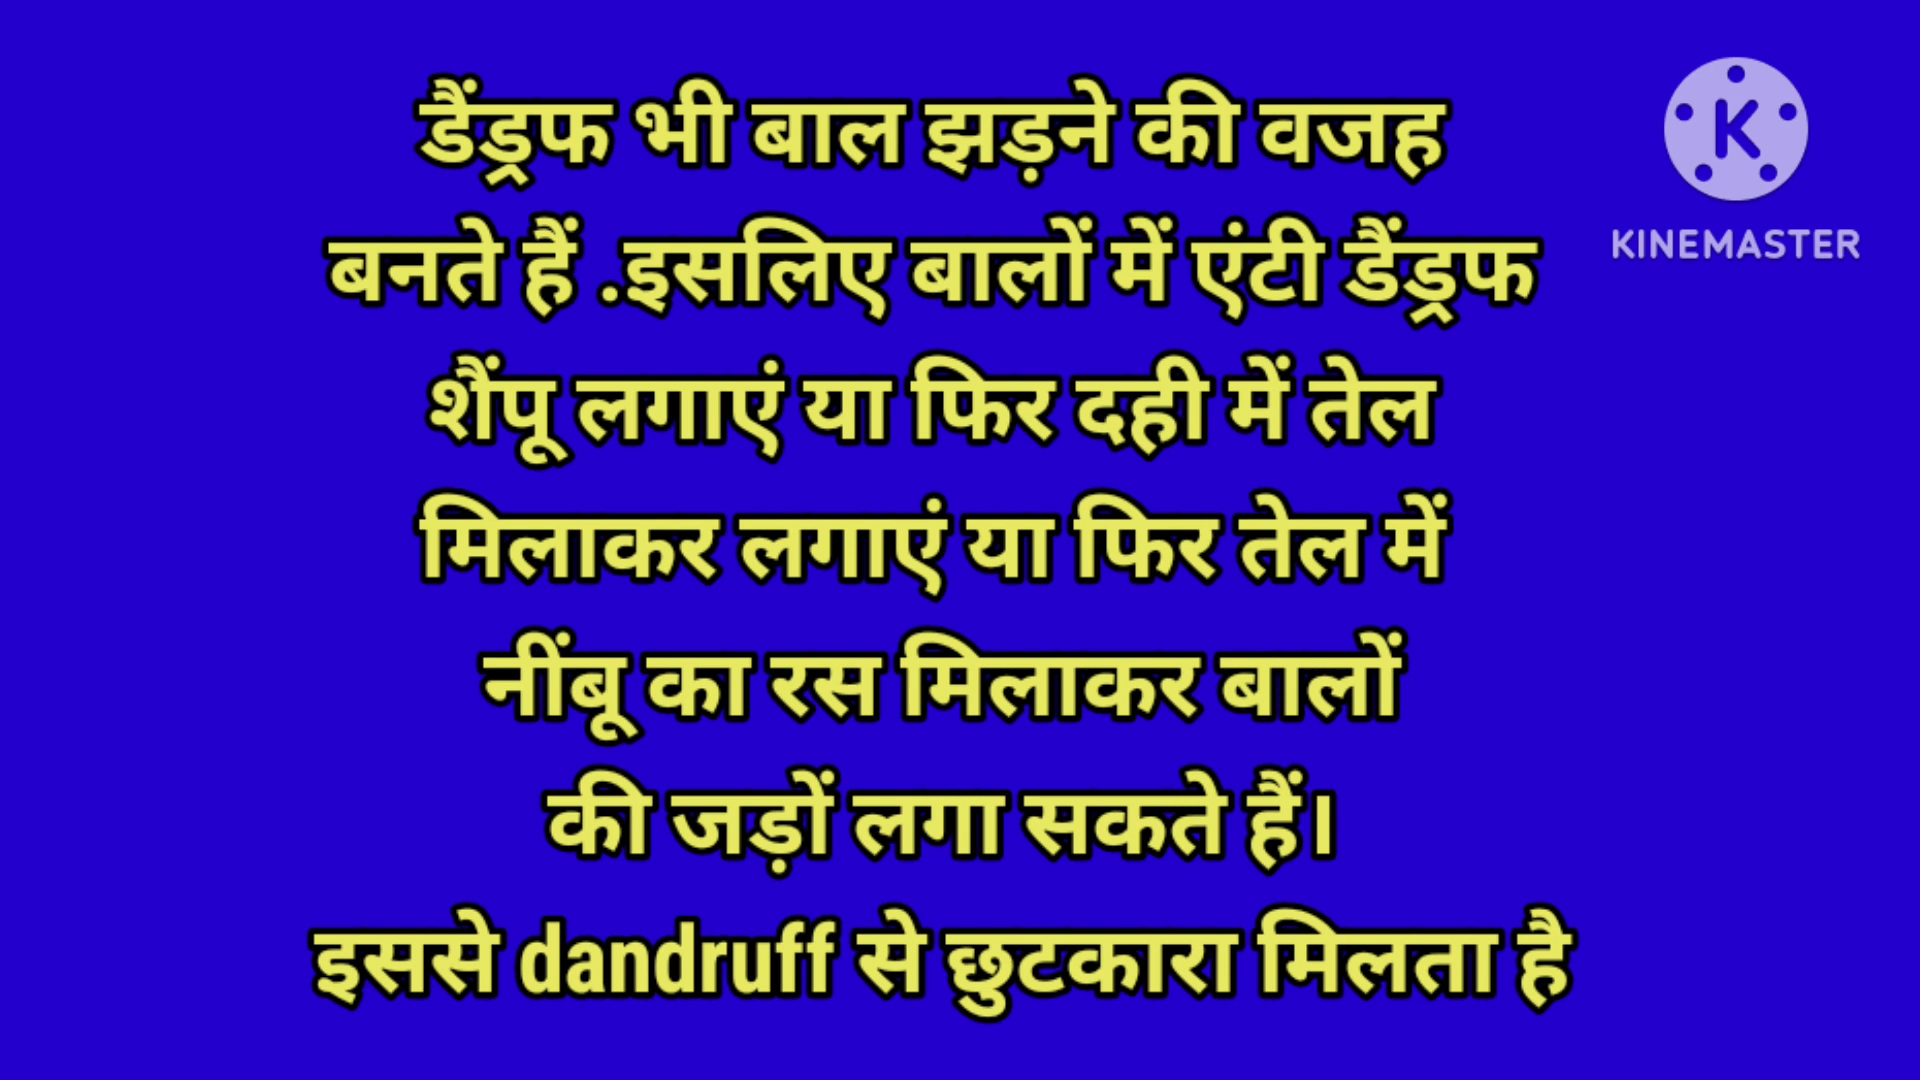 डैंड्रफ भी बाल झड़ने की वजह
बनते हैं .इसलिए बालों में एंटी डैंड्रफ
शैंपू लगाएं या फिर दही में तेल
मिलाकर लगाएं या फिर तेल में
नींबू का रस मिलाकर बालों
की जड़ों लगा सकते हैं।
इससे dandruff से छुटकारा मिलता है
K
KINEMASTER